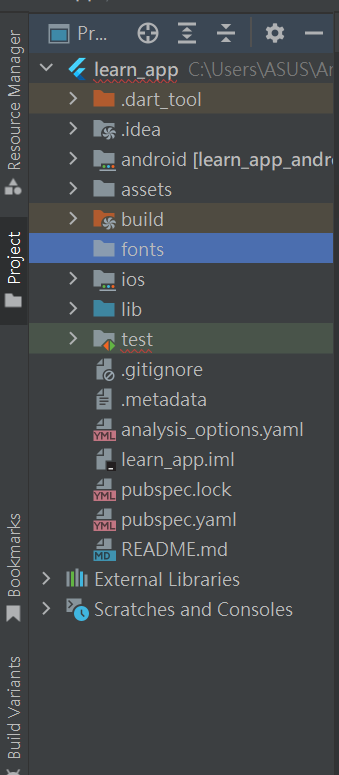 Pr...
learn_app C:\Users\ASUS\An
.dart_tool
.idea
android [learn_app_andro
assets
build
fonts
ios
lib
test
.gitignore
.metadata
analysis_options.yaml
learn_app.iml
pubspec.lock
pubspec.yaml
README.md
External Libraries
Scratches and Consoles
Resource Manager
Project
Bookmarks
Build Variants
YML
YML
YML
MD